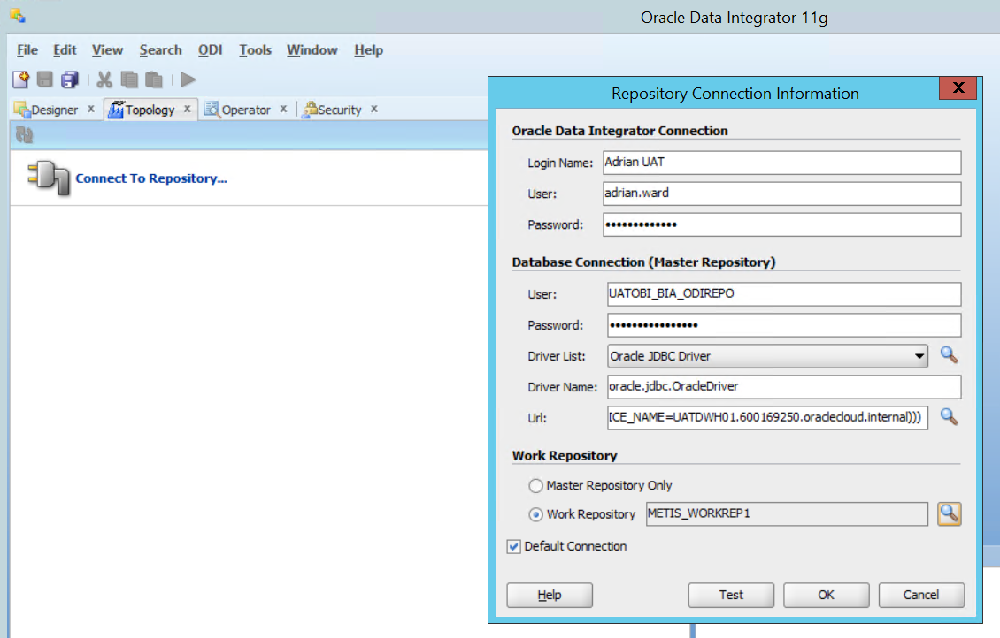 Oracle Data Integrator 11g
File Edit View Search ODI Tools Window Help
Designer x Topology x Operator x Security x
Connect To Repository...
Repository Connection Information X
Oracle Data Integrator Connection
Login Name: Adrian UAT
User: adrian.ward
Password: •••••••••••••
Database Connection (Master Repository)
User: UATOBI_BIA_ODIREPO
Password: ••••••••••••••••
Driver List: Oracle JDBC Driver
Driver Name: oracle.jdbc.OracleDriver
Url: ICE_NAME=UATDWH01.600169250.oraclecloud.internal)))
Work Repository
Master Repository Only
Work Repository METIS_WORKREP1
Default Connection
Help Test OK Cancel